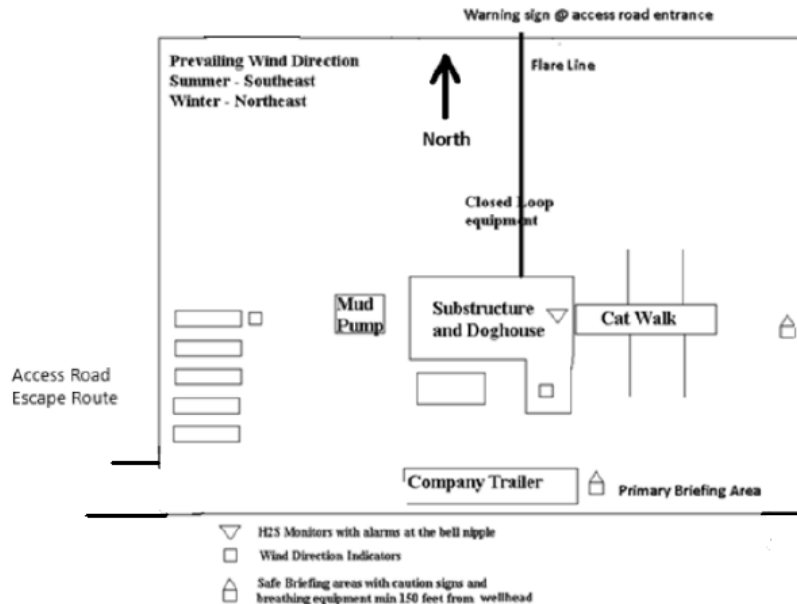 Warning sign @ access road entrance
Prevailing Wind Direction
Summer - Southeast
Winter - Northeast
Flare Line
North
Closed Loop
equipment
Mud
Pump
Substructure
and Doghouse
Cat Walk
Access Road
Escape Route
Company Trailer
Primary Briefing Area
H2S Monitors with alarms at the bell nipple
Wind Direction Indicators
Safe Briefing areas with caution signs and
breathing equipment min 150 feet from wellhead